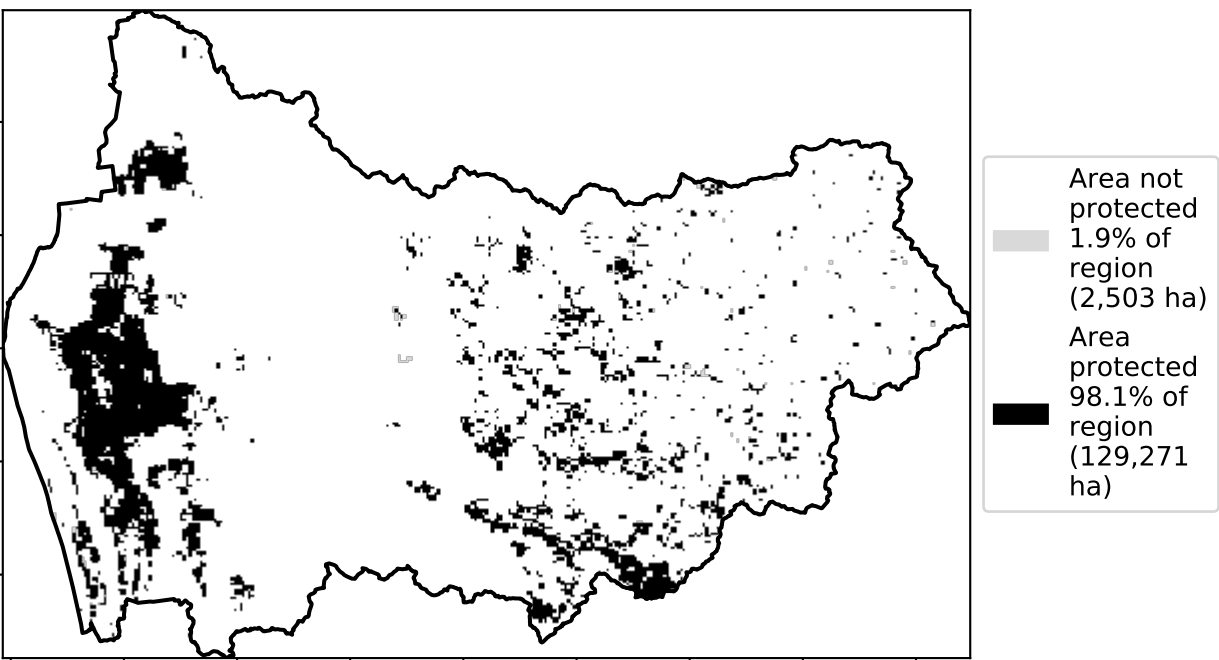 Area not
protected
1.9% of
region
(2,503 ha)
Area
protected
98.1% of
region
(129,271
ha)